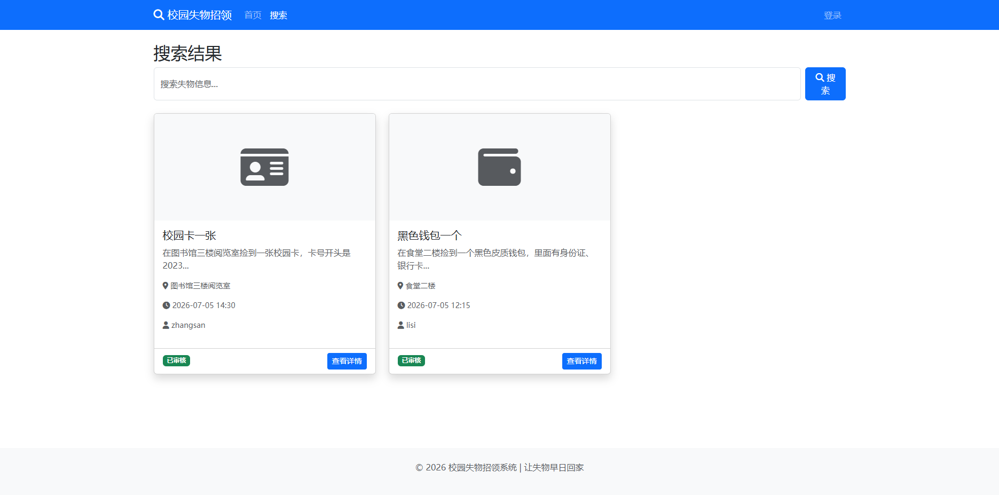 校园失物招领 首页 搜索 登录
搜索结果
搜索失物信息...
搜
索
校园卡一张
在图书馆三楼阅览室捡到一张校园卡，卡号开头是
2023...
图书馆三楼阅览室
2026-07-05 14:30
zhangsan
已审核 查看详情
黑色钱包一个
在食堂二楼捡到一个黑色皮质钱包，里面有身份证、
银行卡...
食堂二楼
2026-07-05 12:15
lisi
已审核 查看详情
© 2026 校园失物招领系统 | 让失物早日回家